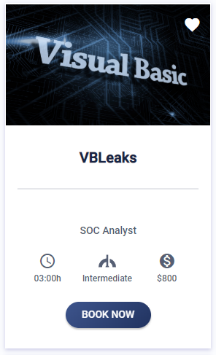 Visual Basic
VBLeaks
SOC Analyst
03:00h
Intermediate
$800
BOOK NOW